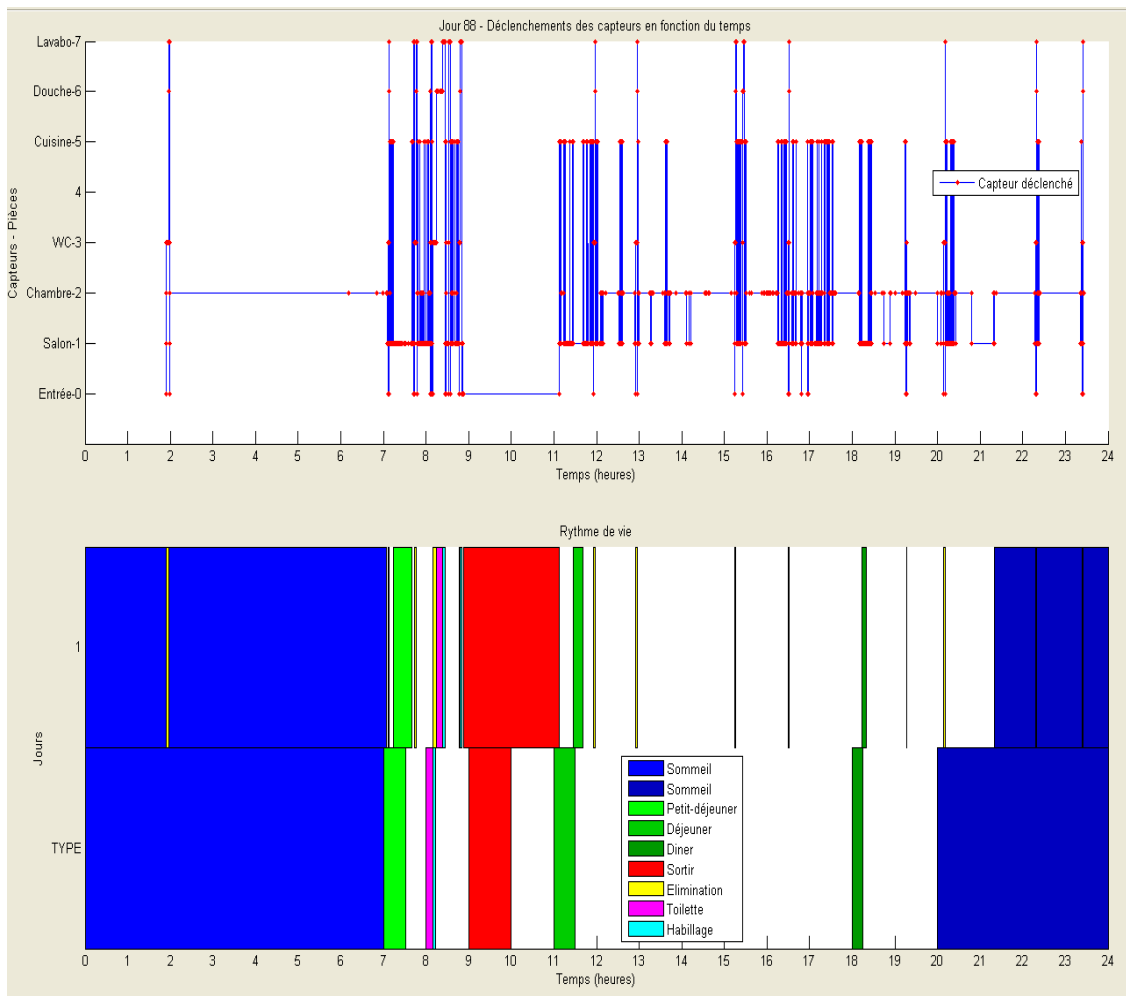 Jour 88 - Déclenchements des capteurs en fonction du temps
Capteurs - Pièces
Lavabo-7
Douche-6
Cuisine-5
4
WC-3
Chambre-2
Salon-1
Entrée-0
Capteur déclenché
0 1 2 3 4 5 6 7 8 9 10 11 12 13 14 15 16 17 18 19 20 21 22 23 24
Temps (heures)
Rythme de vie
Jours
1
TYPE
Sommeil
Sommeil
Petit-déjeuner
Déjeuner
Diner
Sortir
Elimination
Toilette
Habillage
0 1 2 3 4 5 6 7 8 9 10 11 12 13 14 15 16 17 18 19 20 21 22 23 24
Temps (heures)